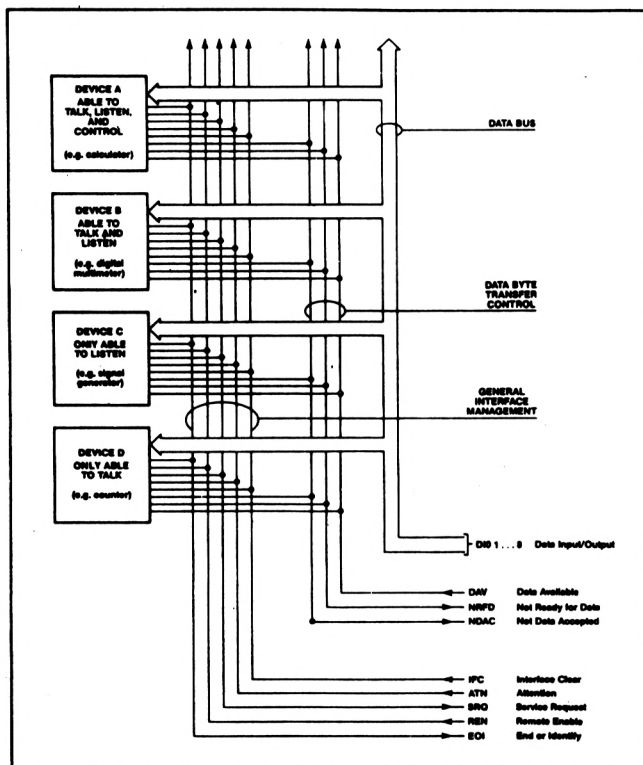 DEVICE A
ABLE TO
TALK, LISTEN,
AND
CONTROL
(e.g. calculator)
DATA BUS
DEVICE B
ABLE TO
TALK AND
LISTEN
(e.g. digital
multimeter)
DATA BYTE
TRANSFER
CONTROL
DEVICE C
ONLY ABLE
TO LISTEN
(e.g. signal
generator)
GENERAL
INTERFACE
MANAGEMENT
DEVICE D
ONLY ABLE
TO TALK
(e.g. counter)
DI0 1 . . . 8 Data Input/Output
DAV Data Available
NRFD Not Ready for Data
NDAC Not Data Accepted
IFC Interface Clear
ATN Attention
SRQ Service Request
REN Remote Enable
EOI End or Identify